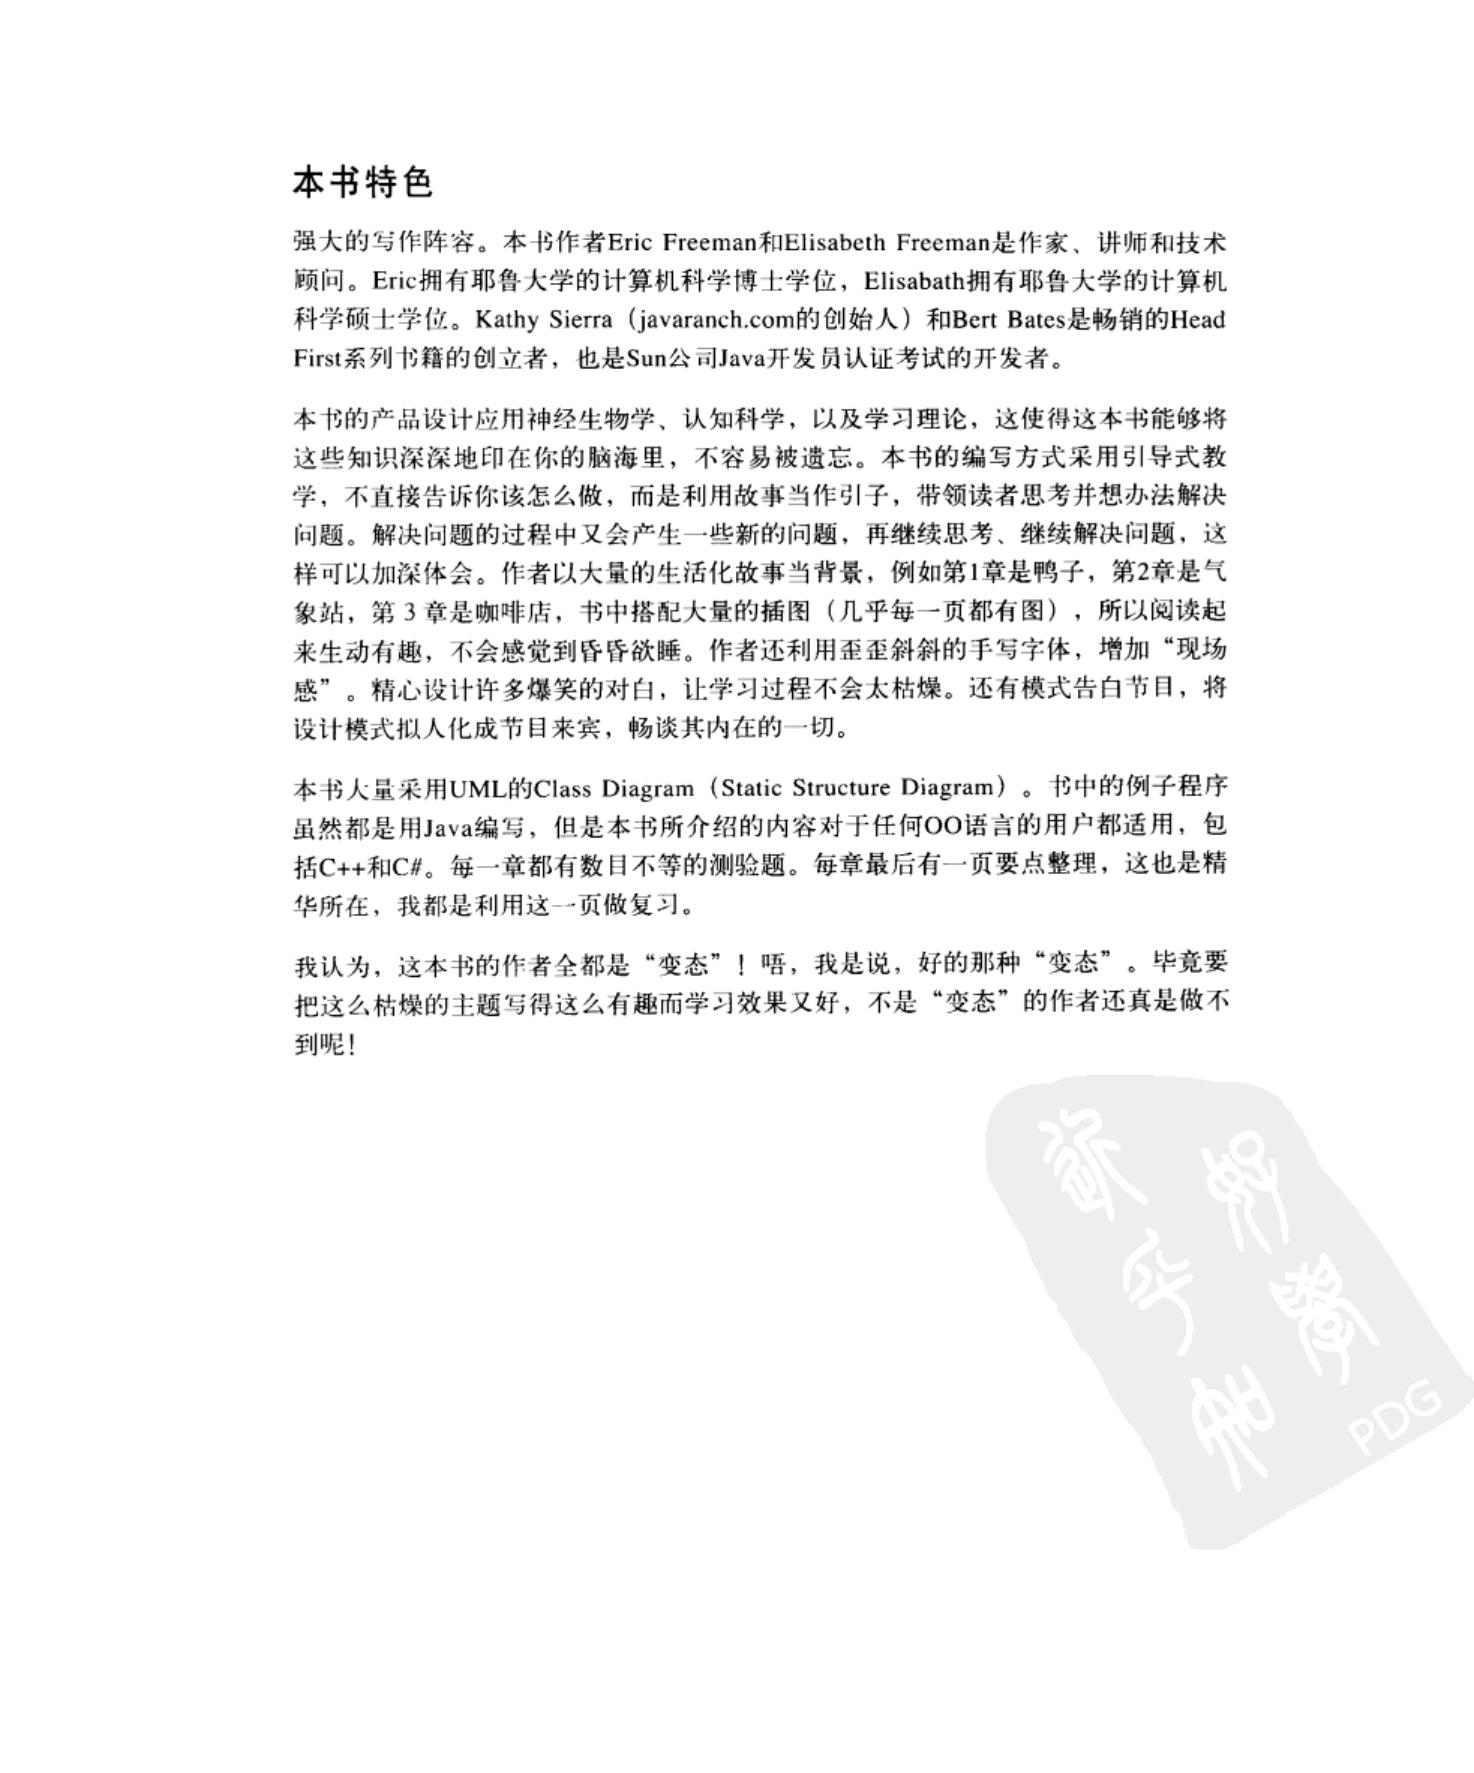 本书特色
强大的写作阵容。本书作者Eric Freeman和Elisabeth Freeman是作家、讲师和技术
顾问。Eric拥有耶鲁大学的计算机科学博士学位，Elisabath拥有耶鲁大学的计算机
科学硕士学位。Kathy Sierra（javaranch.com的创始人）和Bert Bates是畅销的Head
First系列书籍的创立者，也是Sun公司Java开发员认证考试的开发者。
本书的产品设计应用神经生物学、认知科学，以及学习理论，这使得这本书能够将
这些知识深深地印在你的脑海里，不容易被遗忘。本书的编写方式采用引导式教
学，不直接告诉你该怎么做，而是利用故事当作引子，带领读者思考并想办法解决
问题。解决问题的过程中又会产生一些新的问题，再继续思考、继续解决问题，这
样可以加深体会。作者以大量的生活化故事当背景，例如第1章是鸭子，第2章是气
象站，第 3 章是咖啡店，书中搭配大量的插图（几乎每一页都有图），所以阅读起
来生动有趣，不会感觉到昏昏欲睡。作者还利用歪歪斜斜的手写字体，增加“现场
感”。精心设计许多爆笑的对白，让学习过程不会太枯燥。还有模式告白节目，将
设计模式拟人化成节目来宾，畅谈其内在的一切。
本书大量采用UML的Class Diagram（Static Structure Diagram）。书中的例子程序
虽然都是用Java编写，但是本书所介绍的内容对于任何OO语言的用户都适用，包
括C++和C#。每一章都有数目不等的测验题。每章最后有一页要点整理，这也是精
华所在，我都是利用这一页做复习。
我认为，这本书的作者全都是“变态”！唔，我是说，好的那种“变态”。毕竟要
把这么枯燥的主题写得这么有趣而学习效果又好，不是“变态”的作者还真是做不
到呢！
PDG